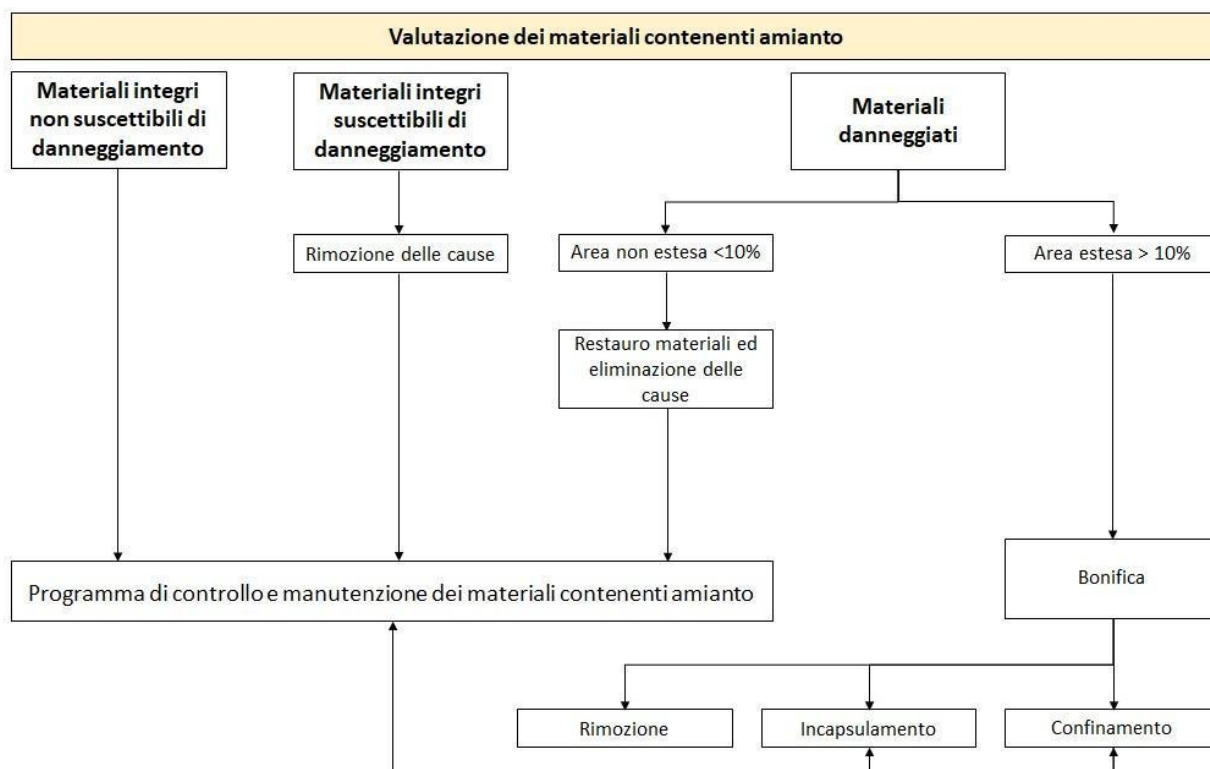 Valutazione dei materiali contenenti amianto
Materiali integri
non suscettibili di
danneggiamento
Materiali integri
suscettibili di
danneggiamento
Materiali
danneggiati
Rimozione delle cause
Area non estesa <10%
Area estesa > 10%
Restauro materiali ed
eliminazione delle
cause
Programma di controllo e manutenzione dei materiali contenenti amianto
Bonifica
Rimozione
Incapsulamento
Confinamento